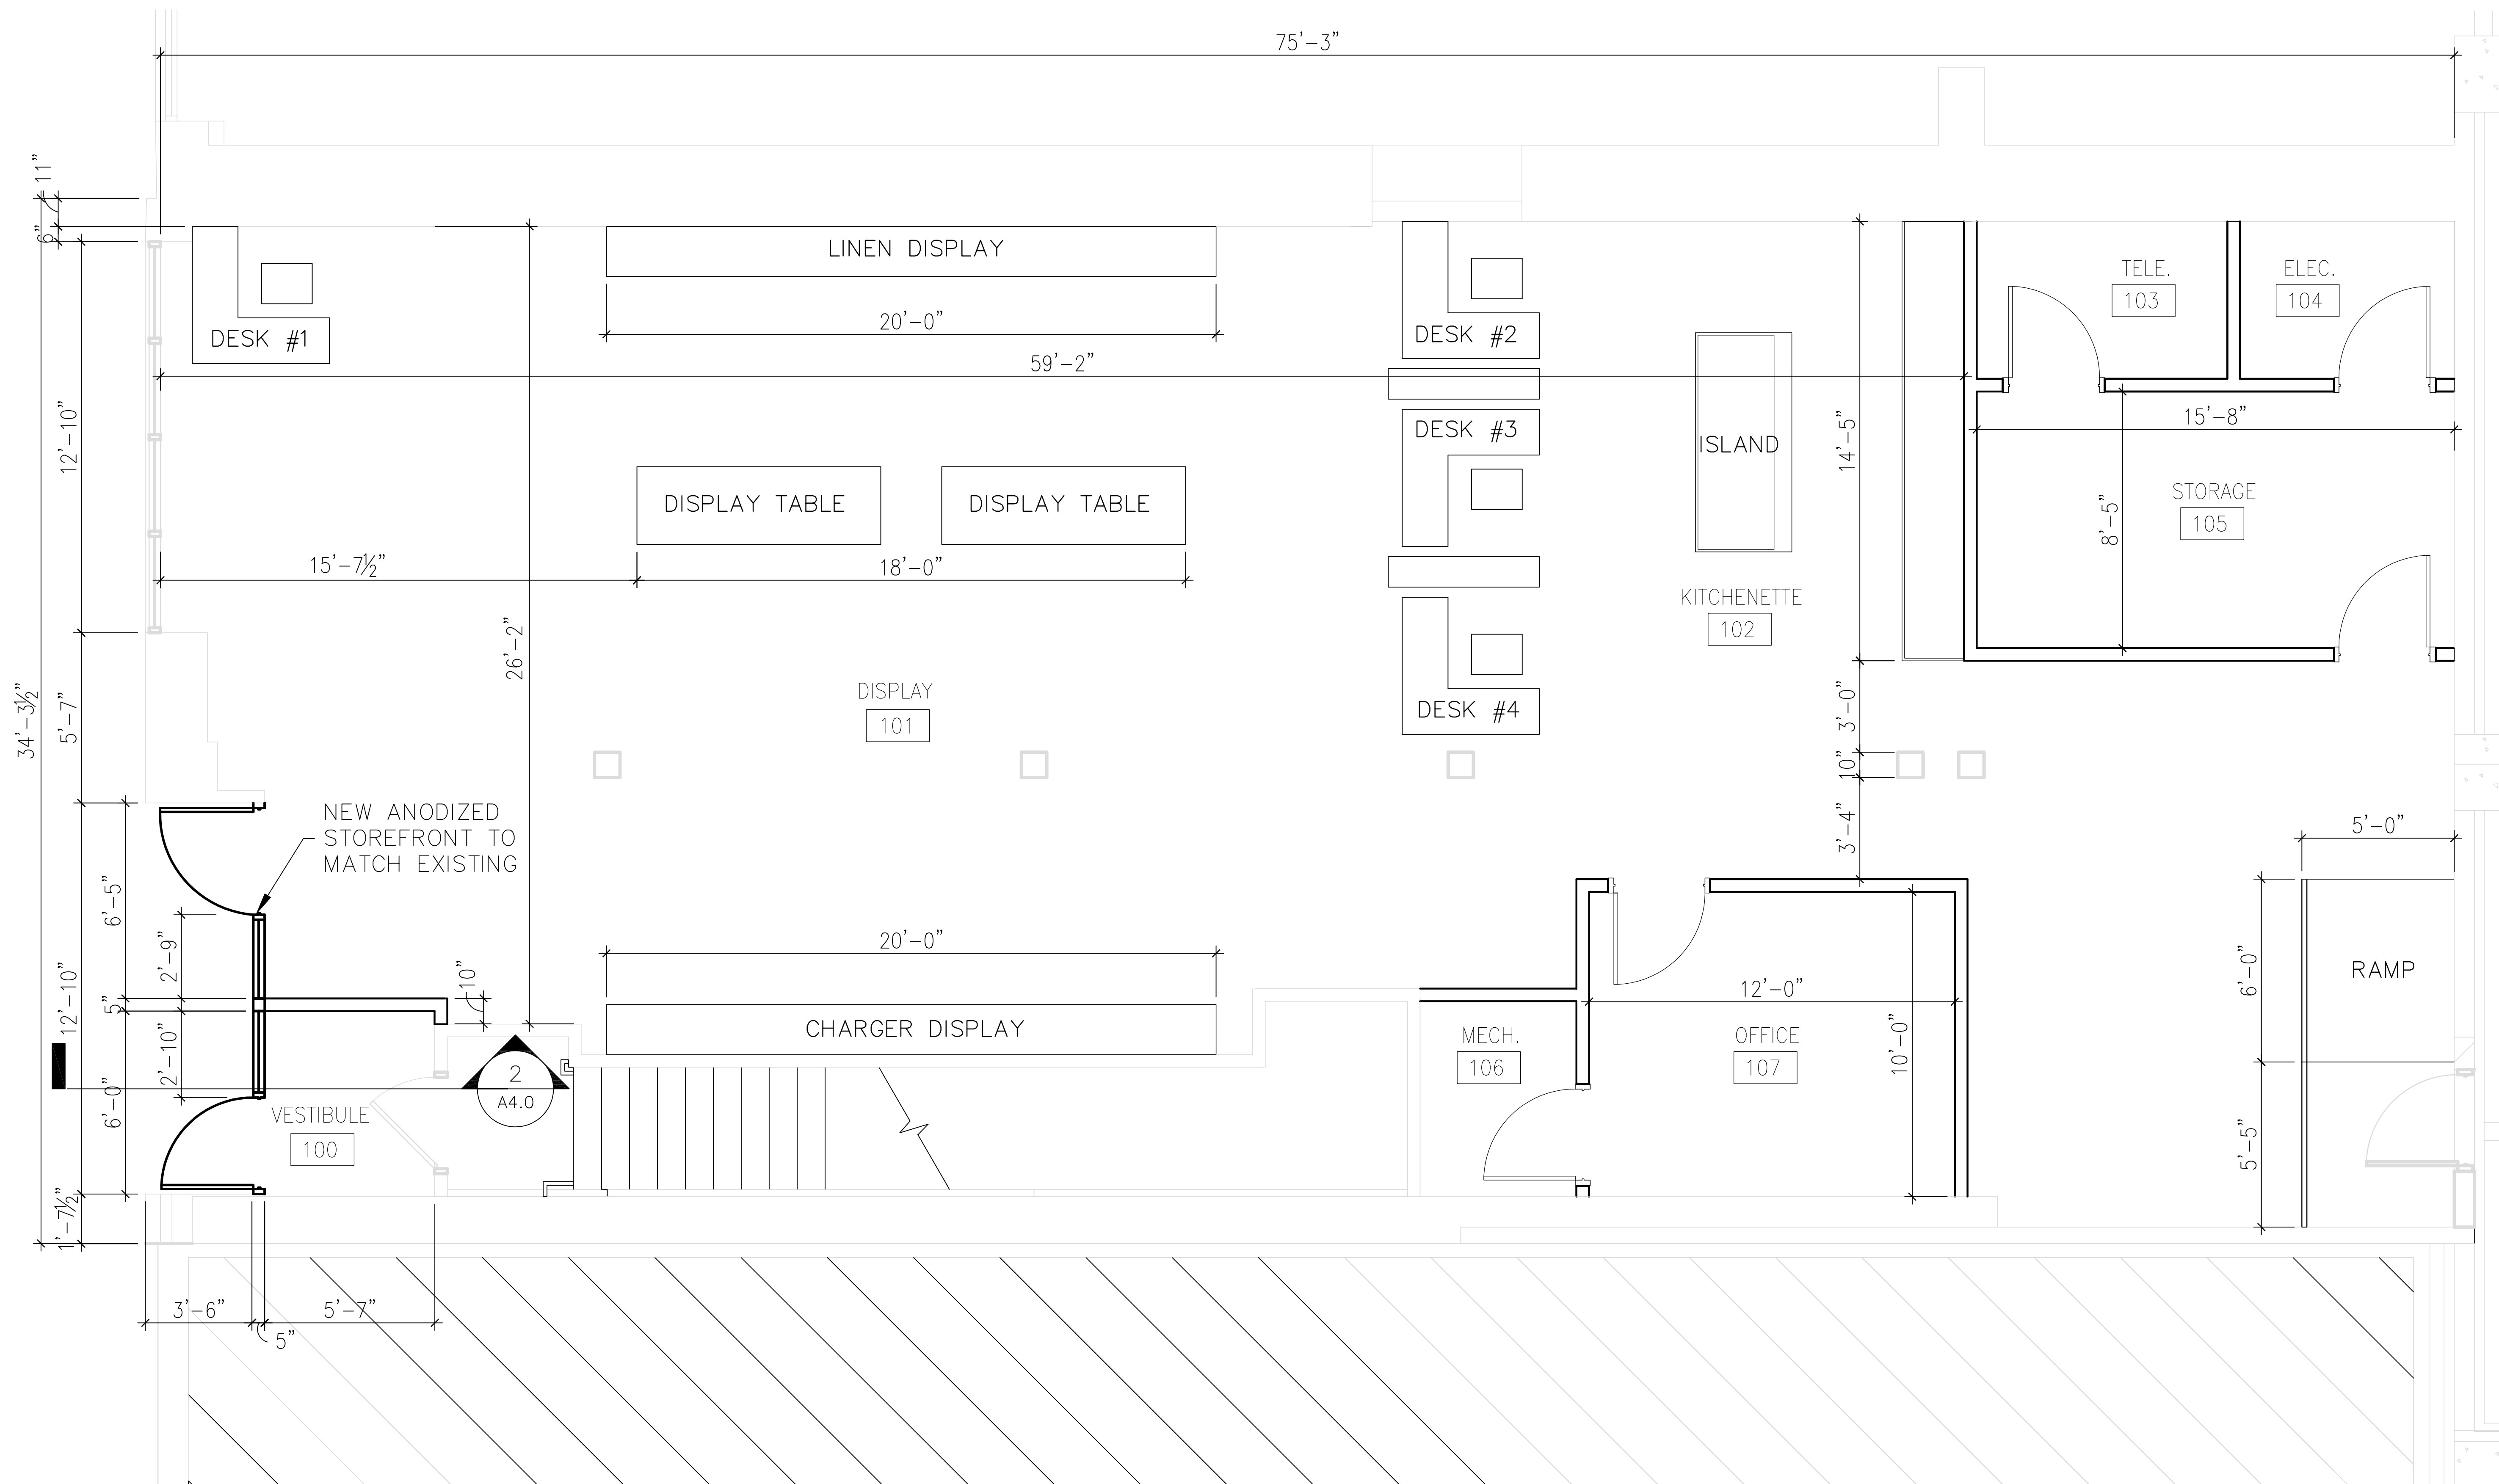 75'-3"
11"
6"
LINEN DISPLAY
TELE.
103
ELEC.
104
20'-0"
DESK #1
DESK #2
59'-2"
12'-10"
14'-5"
15'-8"
DESK #3
ISLAND
DISPLAY TABLE
DISPLAY TABLE
STORAGE
105
8'-5"
15'-7½"
18'-0"
KITCHENETTE
102
26'-2"
34'-3½"
5'-7"
DISPLAY
101
DESK #4
3'-0"
10"
3'-4"
NEW ANODIZED
STOREFRONT TO
MATCH EXISTING
5'-0"
6'-5"
2'-9"
20'-0"
10"
12'-0"
6'-0"
RAMP
12'-10"
5"
2'-10"
CHARGER DISPLAY
MECH.
106
OFFICE
107
10'-0"
2
A4.0
6'-0"
VESTIBULE
100
5'-5"
1'-7½"
3'-6"
5'-7"
5"